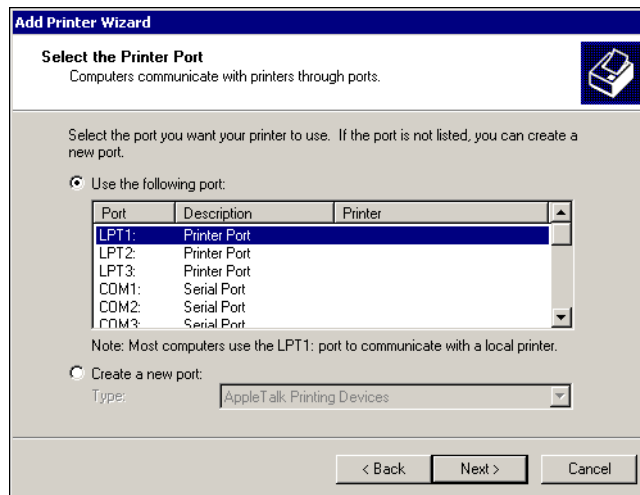 Add Printer Wizard
Select the Printer Port
Computers communicate with printers through ports.
Select the port you want your printer to use. If the port is not listed, you can create a
new port.
Use the following port:
Port Description Printer
LPT1: Printer Port
LPT2: Printer Port
LPT3: Printer Port
COM1: Serial Port
COM2: Serial Port
COM3: Serial Port
Note: Most computers use the LPT1: port to communicate with a local printer.
Create a new port:
Type: AppleTalk Printing Devices
< Back Next > Cancel